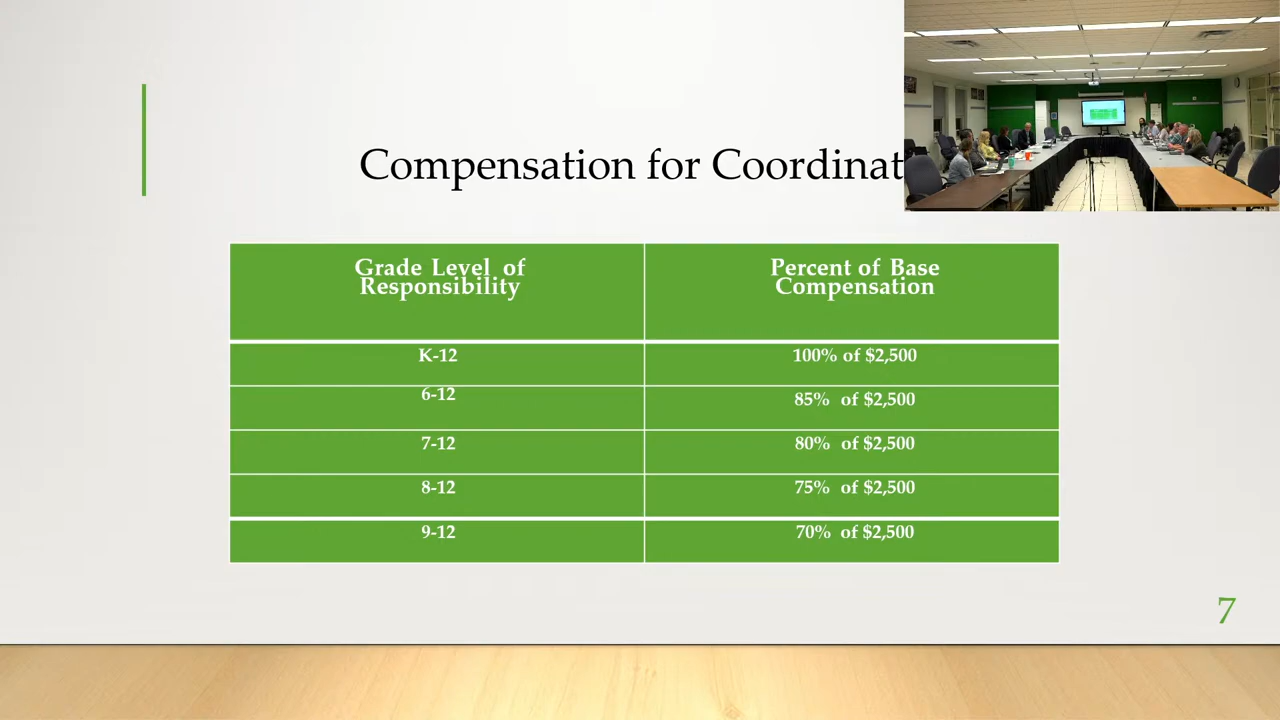 Compensation for Coordinat
Grade Level of
Responsibility
Percent of Base
Compensation
K-12
100% of $2,500
6-12
85% of $2,500
7-12
80% of $2,500
8-12
75% of $2,500
9-12
70% of $2,500
7